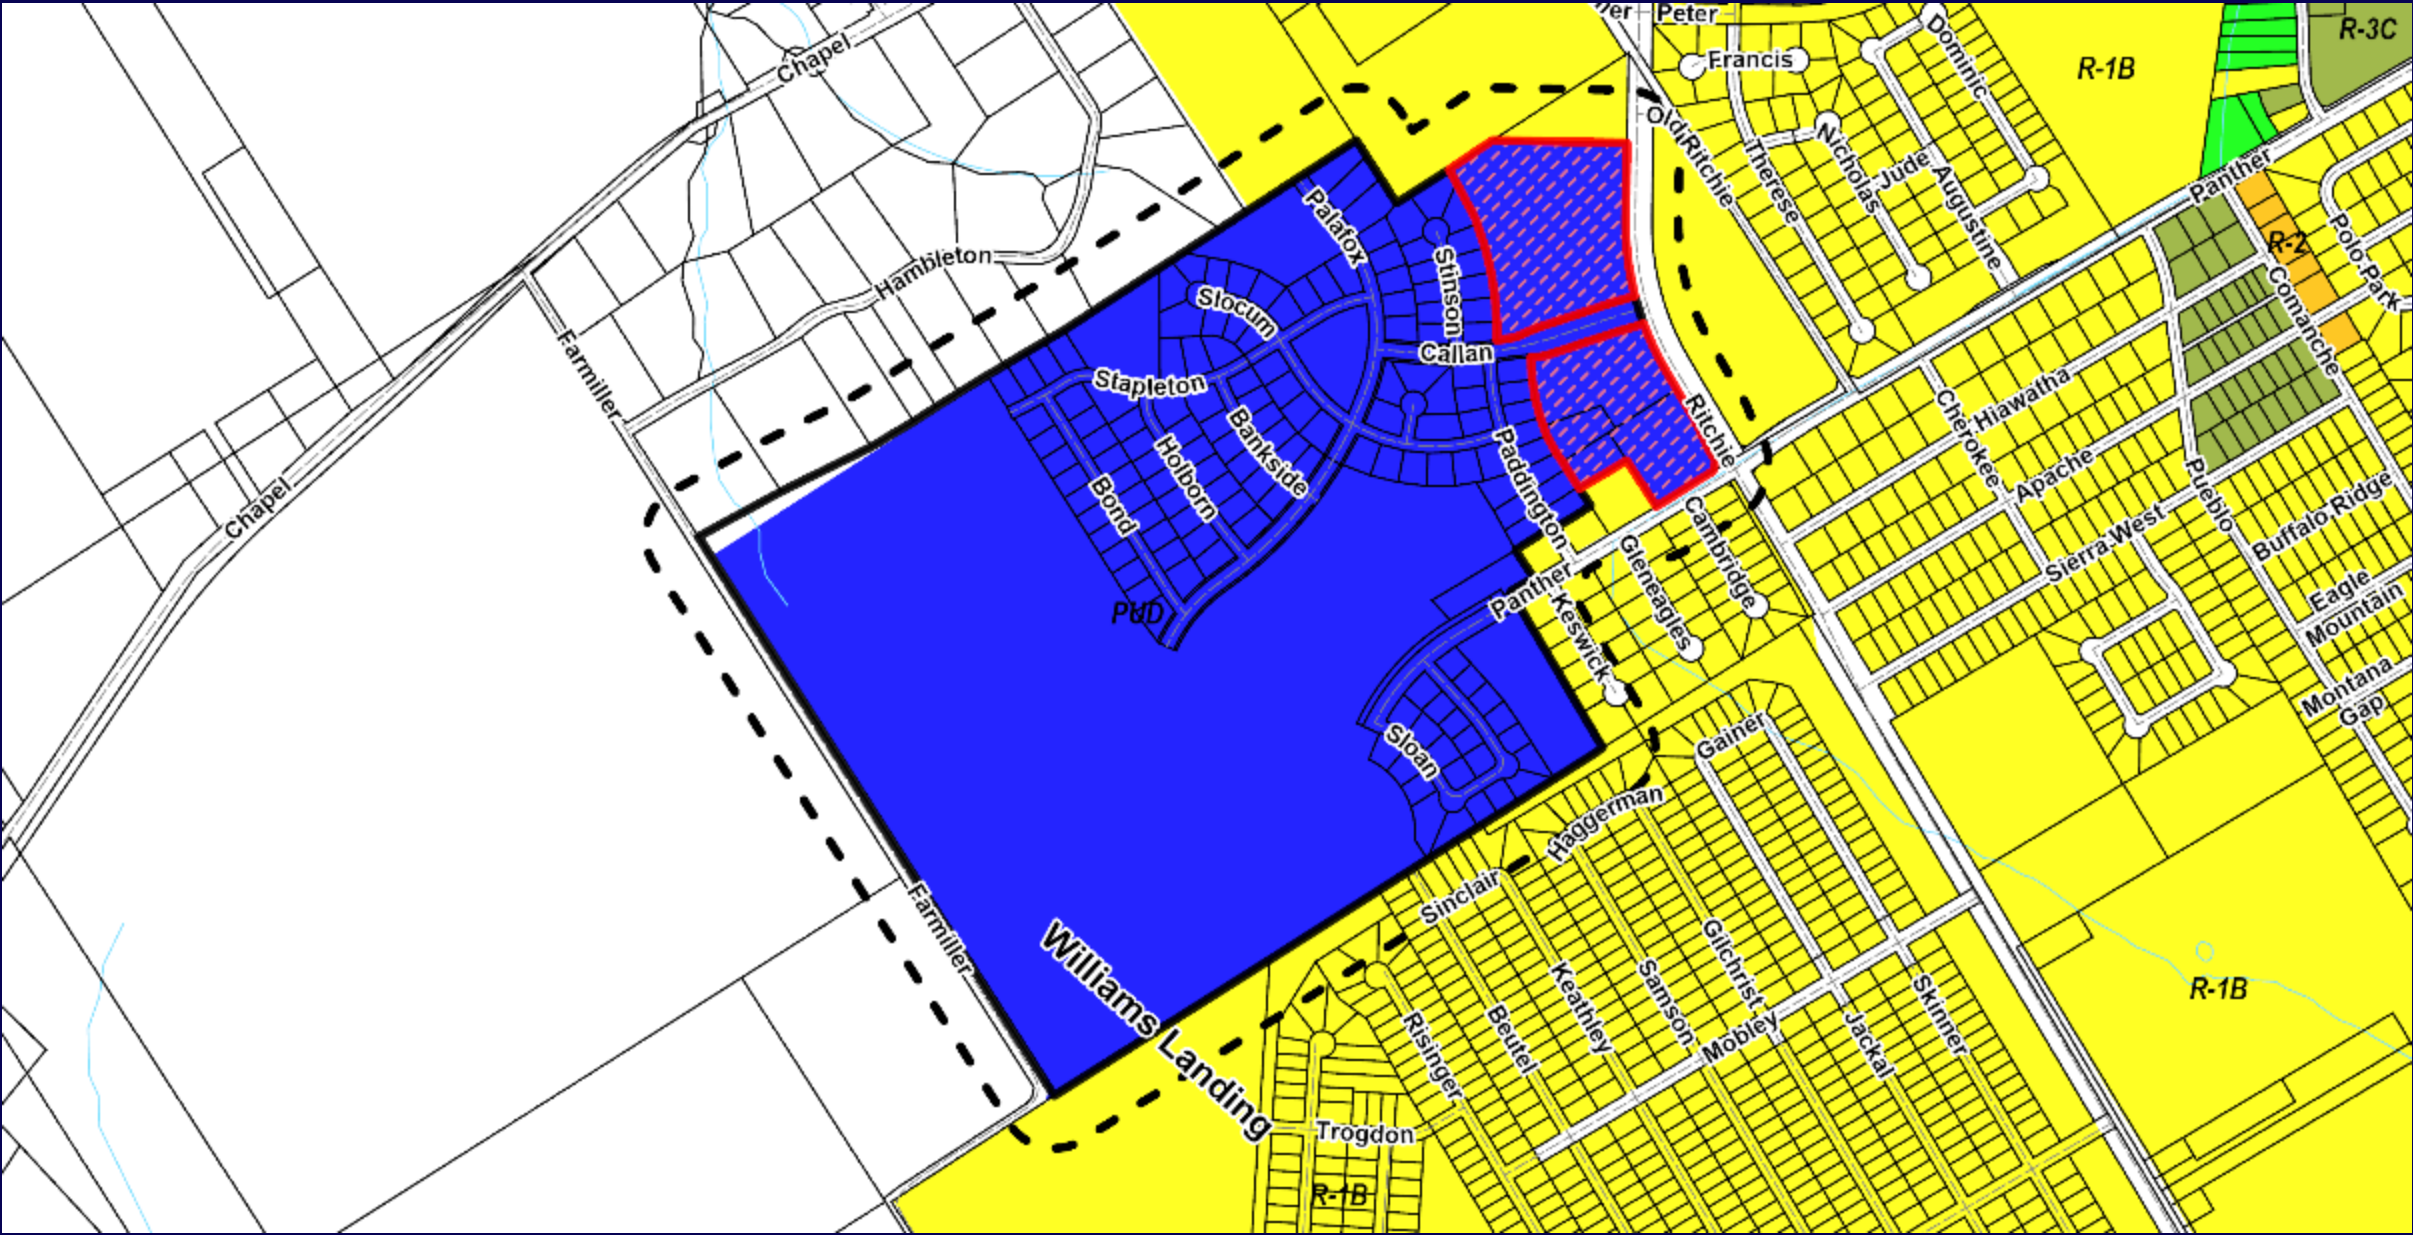 Peter
Dominic
Chapel
Francis
R-1B
R-3C
Old Ritchie
Therese
Nicholas
Jude
Augustine
Panther
R-2
Polo Park
Comanche
Palafox
Stinson
Hambleton
Slocum
Callan
Farmiller
Stapleton
Bankside
Holborn
Bond
Paddington
Ritchie
Cherokee
Hiawatha
Apache
Pueblo
Sierra West
Buffalo Ridge
Eagle
Mountain
Montana
Gap
Chapel
PUD
Panther
Keswick
Gleneagles
Cambridge
Sloan
Gainer
Haggerman
Sinclair
Farmiller
Williams Landing
Risinger
Beutel
Keathley
Samson
Gilchrist
Mobley
Jackal
Skinner
R-1B
Trogdon
R-1B